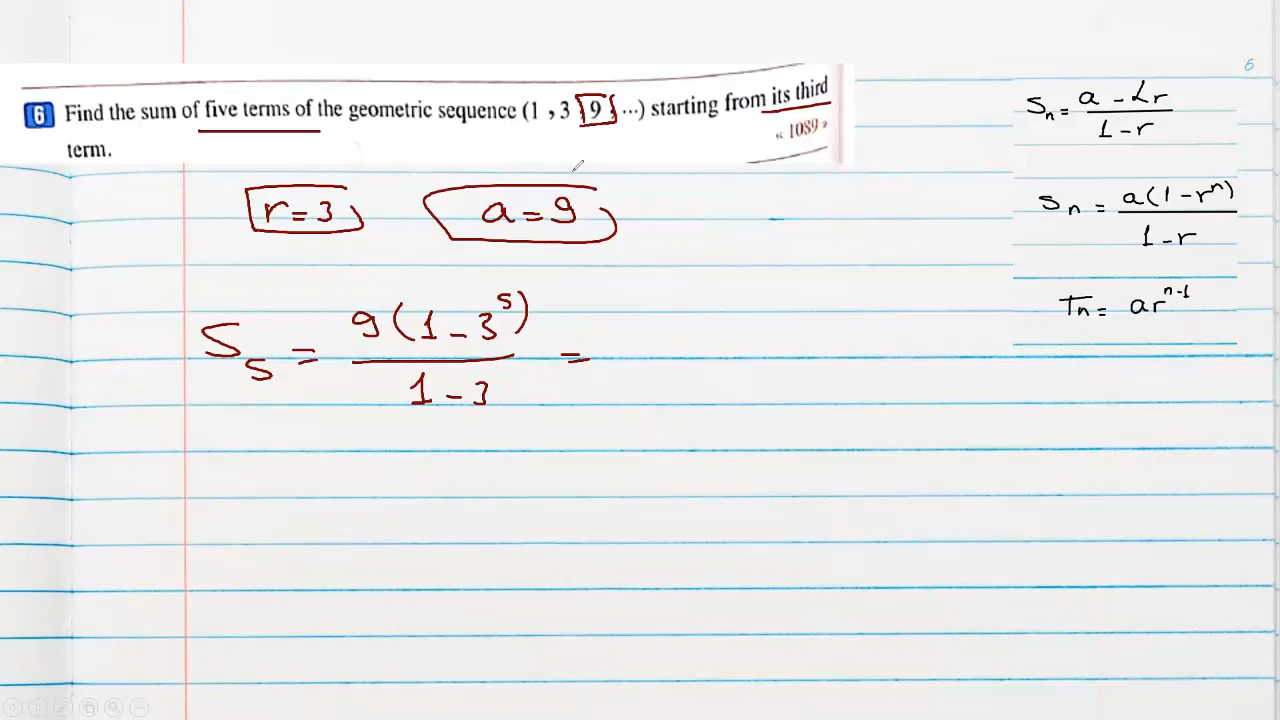 6
6 Find the sum of five terms of the geometric sequence (1 , 3 , 9 , ...) starting from its third
term.
« 1089 »
r = 3
a = 9
S5 = 9(1 - 3^5) / 1 - 3 =
Sn = a - Lr / 1 - r
Sn = a(1 - r^n) / 1 - r
Tn = ar^n-1